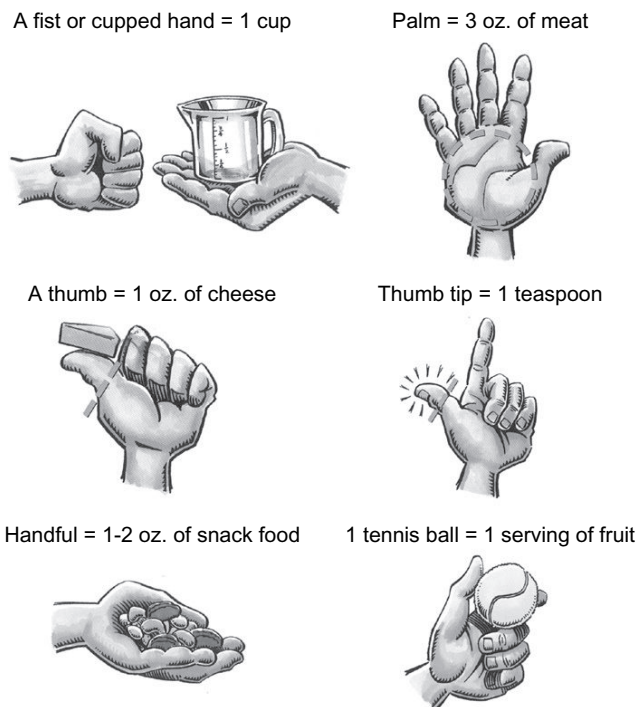 A fist or cupped hand = 1 cup
Palm = 3 oz. of meat
A thumb = 1 oz. of cheese
Thumb tip = 1 teaspoon
Handful = 1-2 oz. of snack food
1 tennis ball = 1 serving of fruit